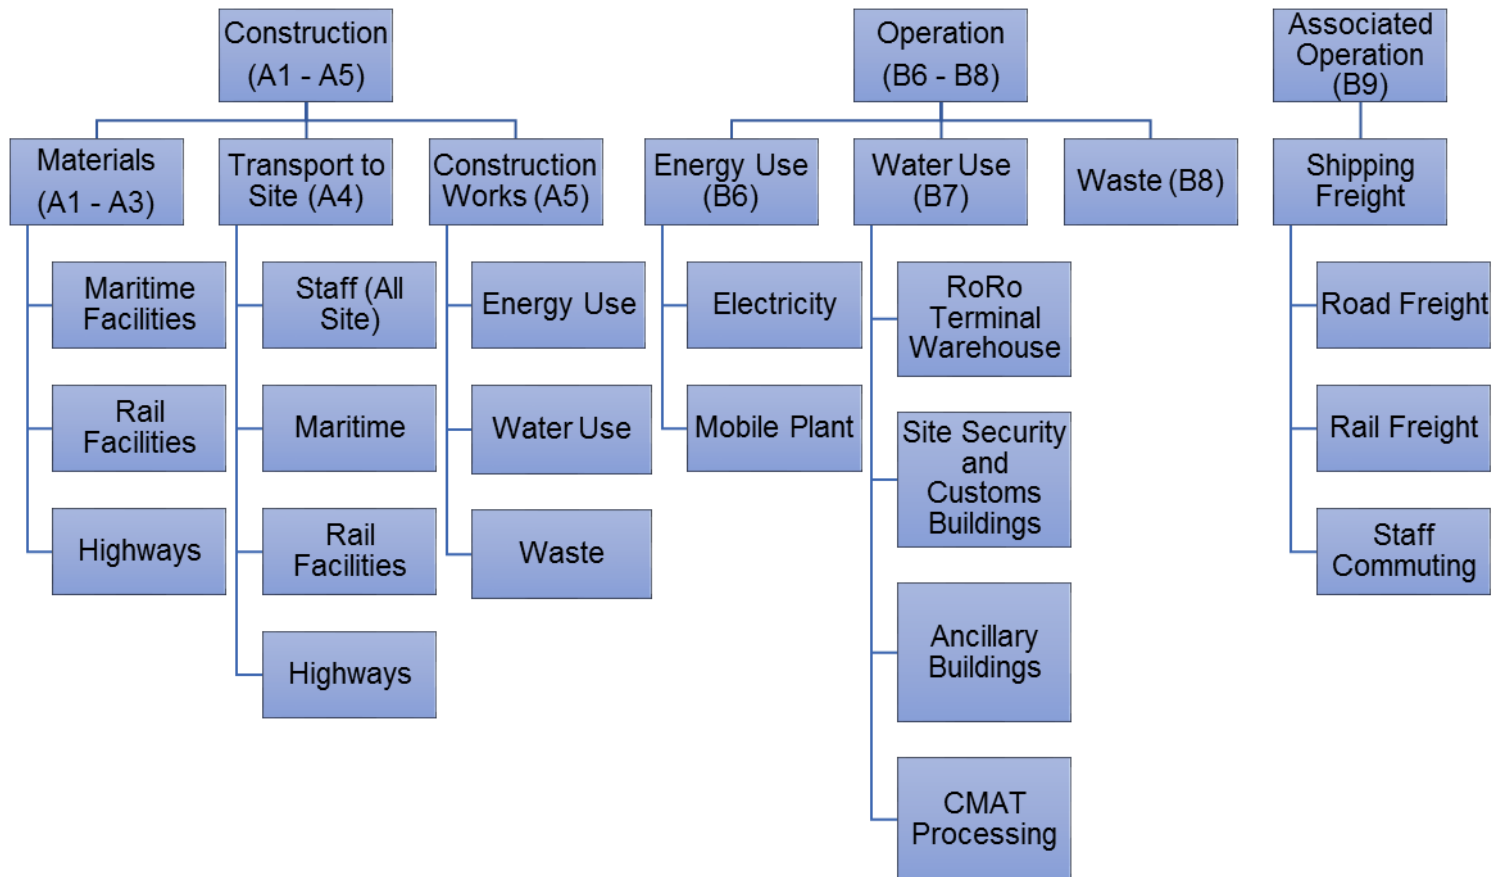 Construction
(A1 - A5)
Operation
(B6 - B8)
Associated
Operation
(B9)
Materials
(A1 - A3)
Transport to
Site (A4)
Construction
Works (A5)
Energy Use
(B6)
Water Use
(B7)
Waste (B8)
Shipping
Freight
Maritime
Facilities
Rail
Facilities
Highways
Staff (All
Site)
Maritime
Rail
Facilities
Highways
Energy Use
Water Use
Waste
Electricity
Mobile Plant
RoRo
Terminal
Warehouse
Site Security
and
Customs
Buildings
Ancillary
Buildings
CMAT
Processing
Road Freight
Rail Freight
Staff
Commuting